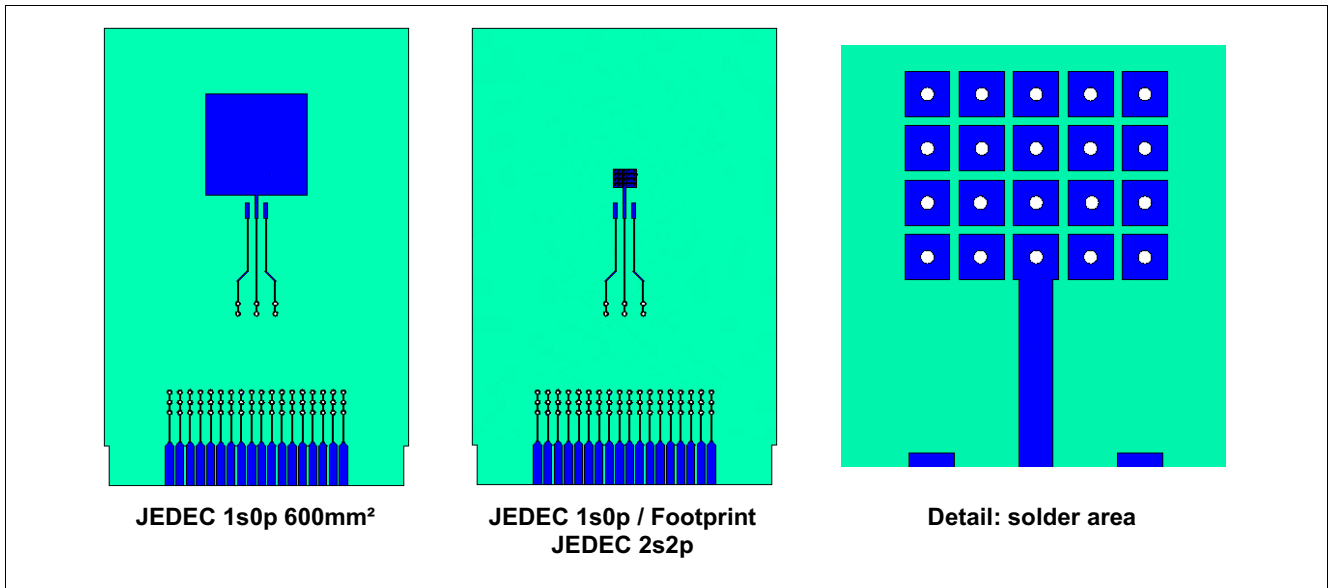 JEDEC 1s0p 600mm²
JEDEC 1s0p / Footprint
JEDEC 2s2p
Detail: solder area